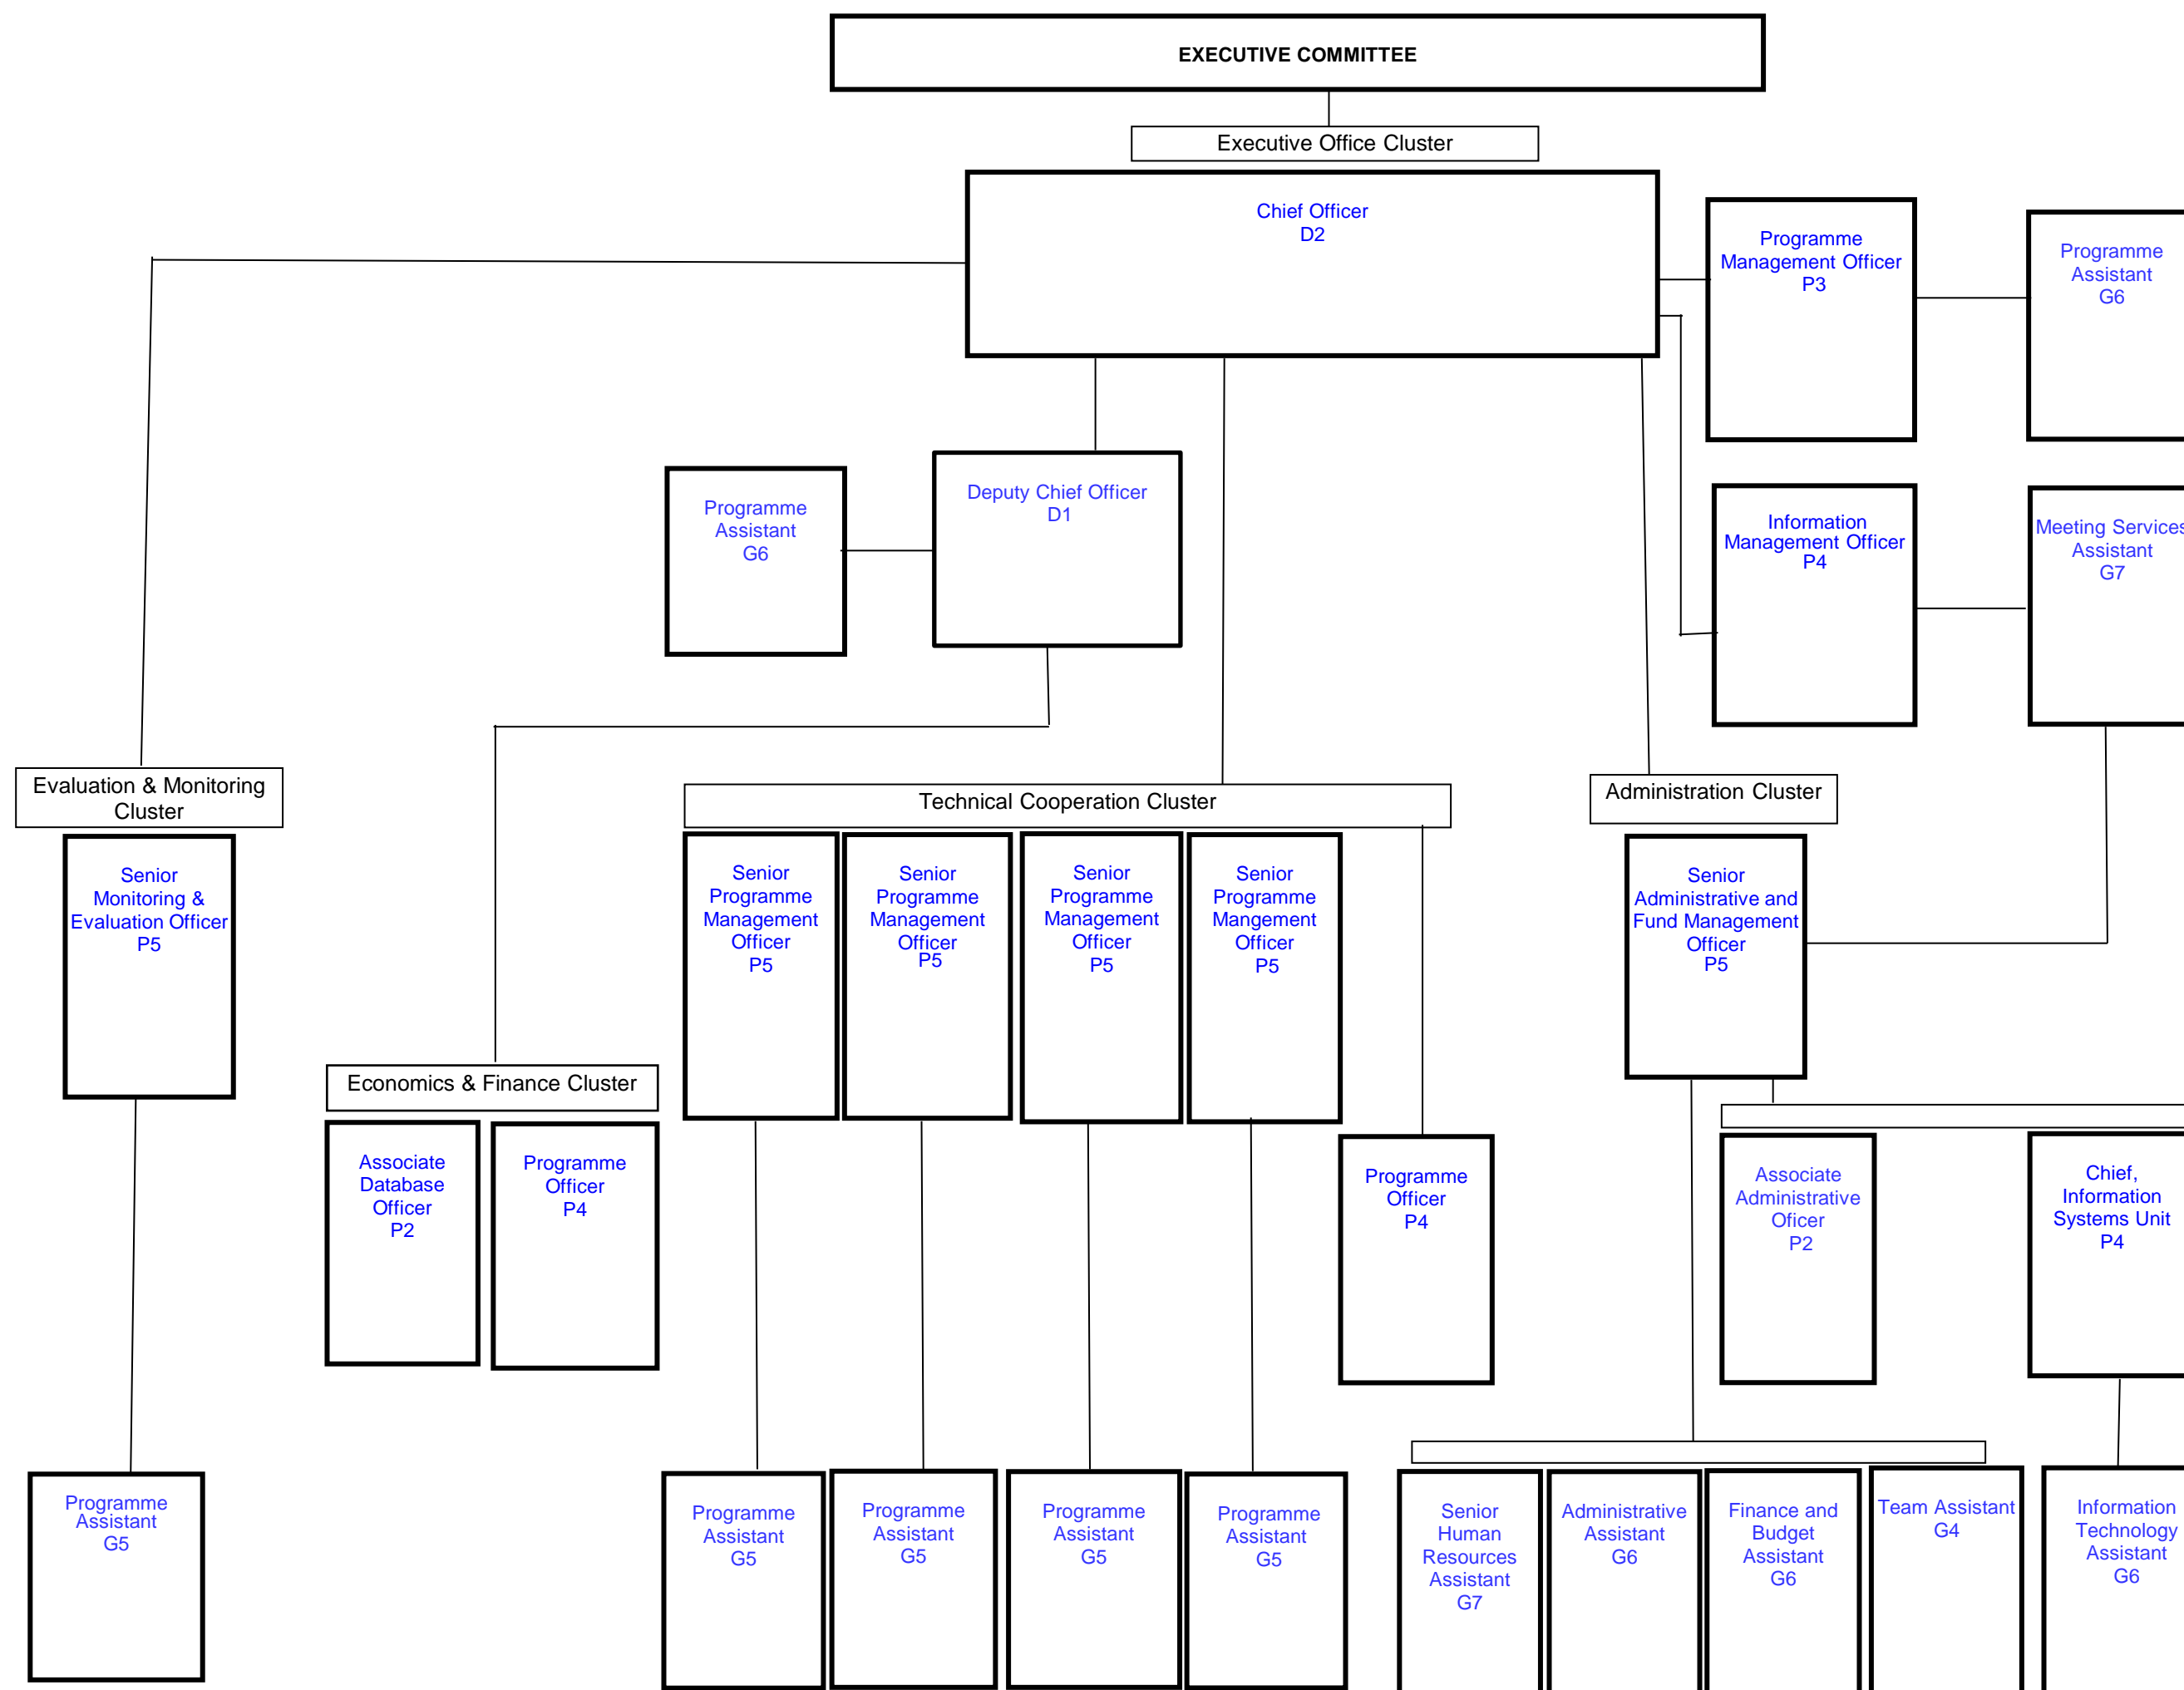 EXECUTIVE COMMITTEE
Executive Office Cluster
Chief Officer
D2
Programme
Management Officer
P3
Programme
Assistant
G6
Programme
Assistant
G6
Deputy Chief Officer
D1
Information
Management Officer
P4
Meeting Services
Assistant
G7
Evaluation & Monitoring
Cluster
Technical Cooperation Cluster
Administration Cluster
Senior
Monitoring &
Evaluation Officer
P5
Senior
Programme
Management
Officer
P5
Senior
Programme
Management
Officer
P5
Senior
Programme
Management
Officer
P5
Senior
Programme
Mangement
Officer
P5
Senior
Administrative and
Fund Management
Officer
P5
Economics & Finance Cluster
Associate
Database
Officer
P2
Programme
Officer
P4
Programme
Officer
P4
Associate
Administrative
Oficer
P2
Chief,
Information
Systems Unit
P4
Programme
Assistant
G5
Programme
Assistant
G5
Programme
Assistant
G5
Programme
Assistant
G5
Programme
Assistant
G5
Senior
Human
Resources
Assistant
G7
Administrative
Assistant
G6
Finance and
Budget
Assistant
G6
Team Assistant
G4
Information
Technology
Assistant
G6